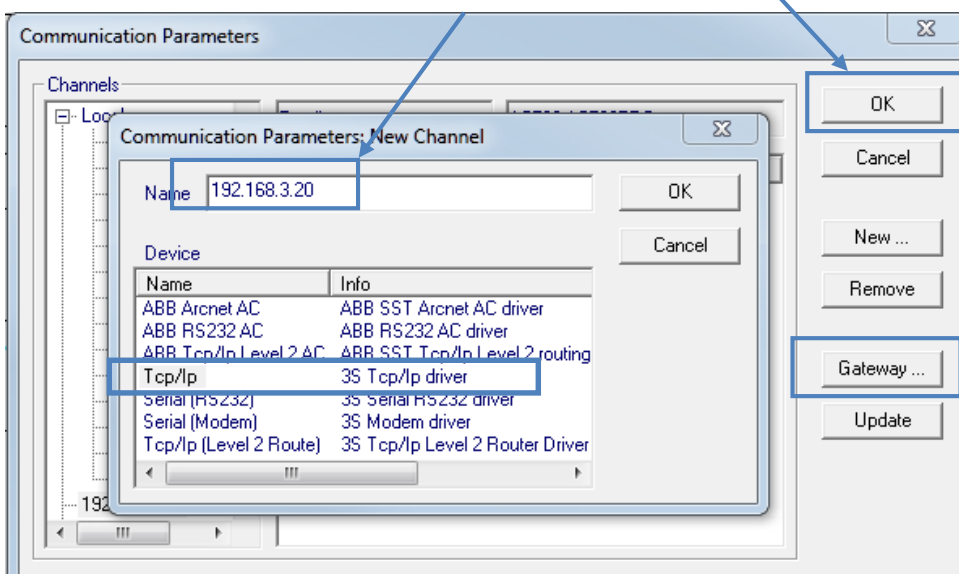 Communication Parameters
Channels
OK
Cancel
New ...
Remove
Gateway ...
Update
Communication Parameters: New Channel
Name 192.168.3.20
OK
Cancel
Device
Name Info
ABB Arcnet AC ABB SST Arcnet AC driver
ABB RS232 AC ABB RS232 AC driver
ABB Tcp/Ip Level 2 AC ABB SST Tcp/Ip Level 2 routing
Tcp/Ip 3S Tcp/Ip driver
Serial (RS232) 3S Serial RS232 driver
Serial (Modem) 3S Modem driver
Tcp/Ip (Level 2 Route) 3S Tcp/Ip Level 2 Router Driver
192